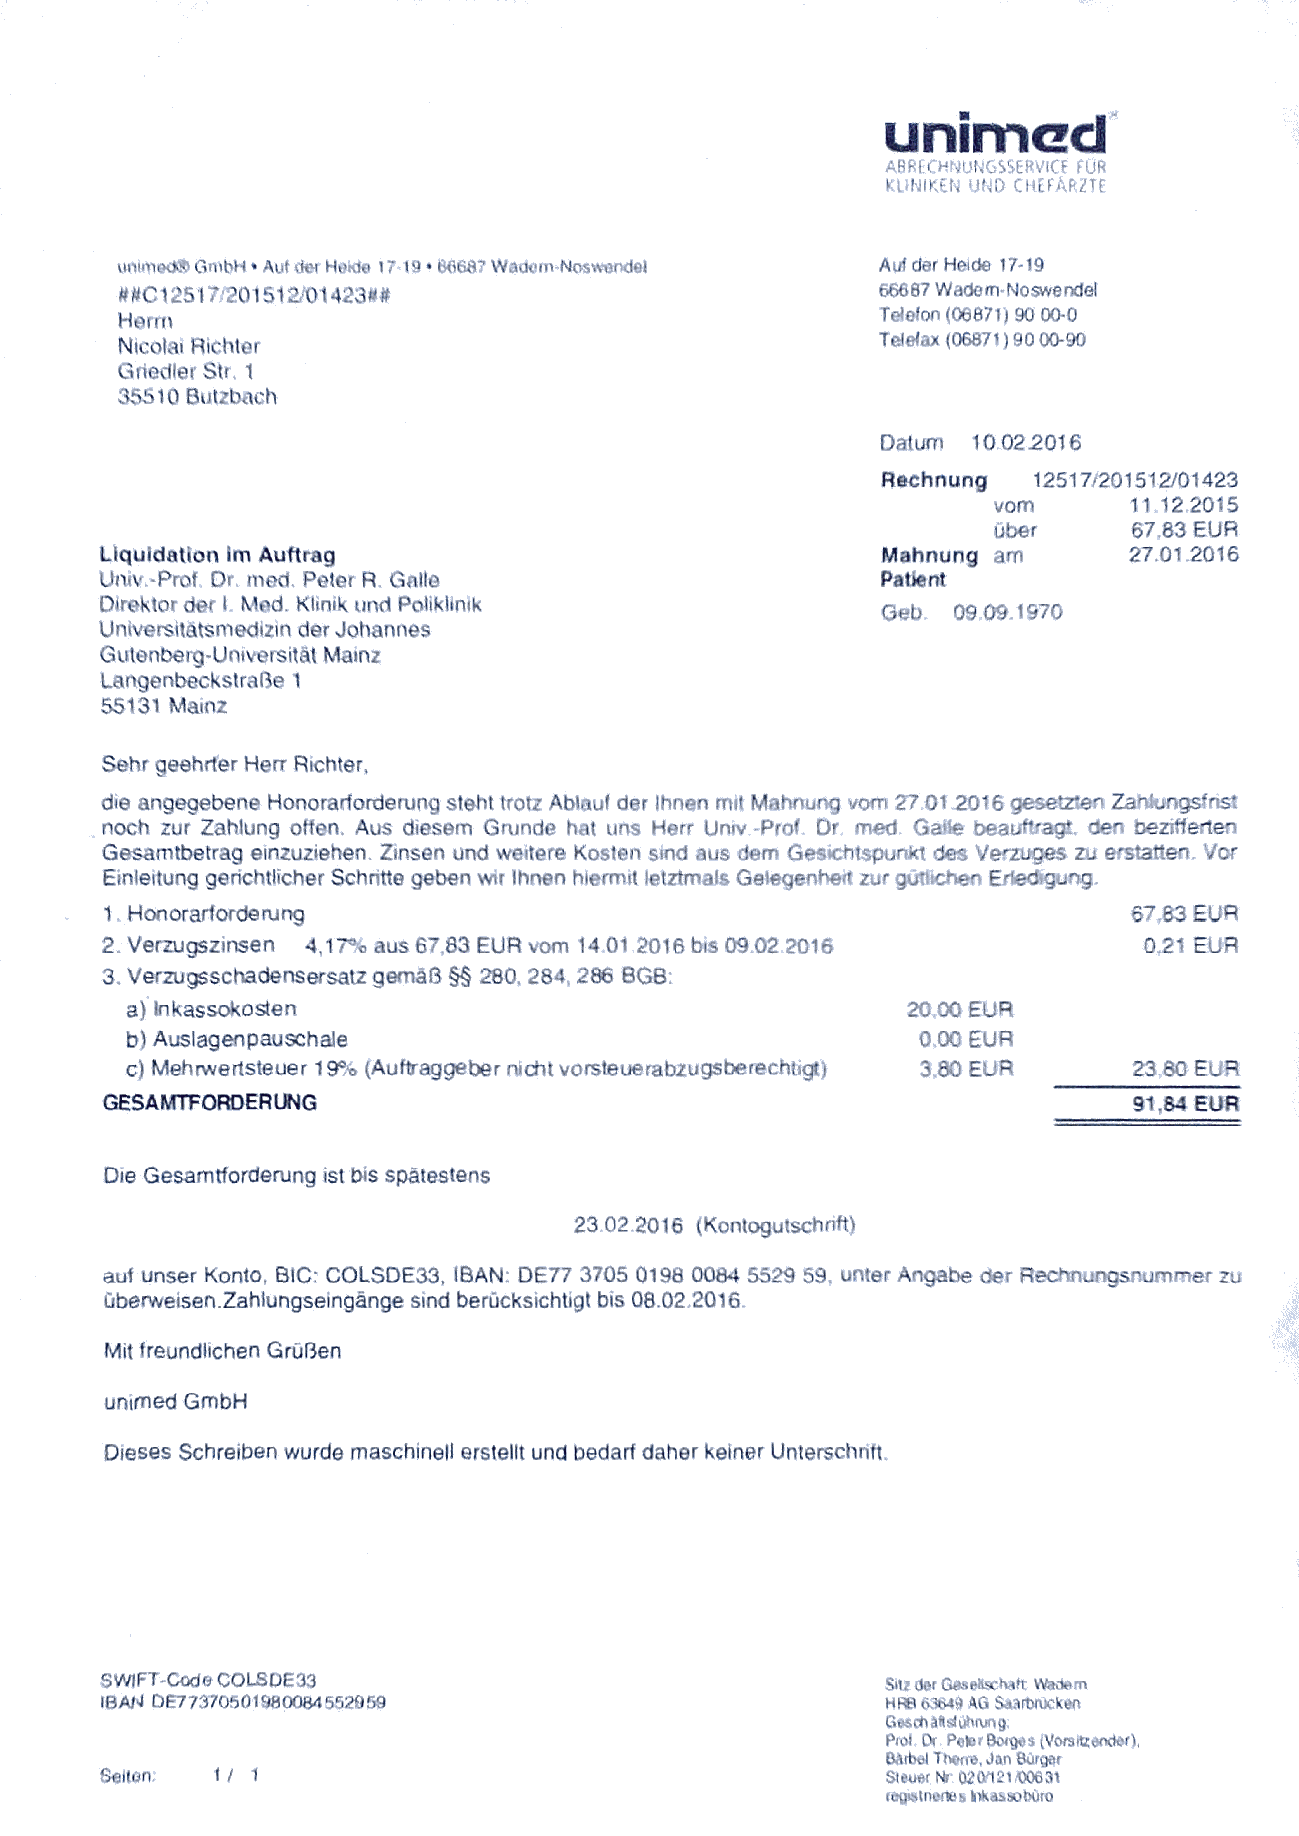 unimed®
ABRECHNUNGSSERVICE FÜR
KLINIKEN UND CHEFÄRZTE
unimed® GmbH • Auf der Heide 17-19 • 66687 Wadern-Noswendel
##C12517/201512/01423##
Herrn
Nicolai Richter
Griedler Str. 1
35510 Butzbach
Auf der Heide 17-19
66687 Wadern-Noswendel
Telefon (06871) 90 00-0
Telefax (06871) 90 00-90
Datum 10.02.2016
Rechnung 12517/201512/01423
vom 11.12.2015
über 67,83 EUR
Mahnung am 27.01.2016
Patient
Geb. 09.09.1970
Liquidation im Auftrag
Univ.-Prof. Dr. med. Peter R. Galle
Direktor der I. Med. Klinik und Poliklinik
Universitätsmedizin der Johannes
Gutenberg-Universität Mainz
Langenbeckstraße 1
55131 Mainz
Sehr geehrter Herr Richter,
die angegebene Honorarforderung steht trotz Ablauf der Ihnen mit Mahnung vom 27.01.2016 gesetzten Zahlungsfrist
noch zur Zahlung offen. Aus diesem Grunde hat uns Herr Univ.-Prof. Dr. med. Galle beauftragt, den bezifferten
Gesamtbetrag einzuziehen. Zinsen und weitere Kosten sind aus dem Gesichtspunkt des Verzuges zu erstatten. Vor
Einleitung gerichtlicher Schritte geben wir Ihnen hiermit letztmals Gelegenheit zur gütlichen Erledigung.
1. Honorarforderung 67,83 EUR
2. Verzugszinsen 4,17% aus 67,83 EUR vom 14.01.2016 bis 09.02.2016 0,21 EUR
3. Verzugsschadensersatz gemäß §§ 280, 284, 286 BGB:
a) Inkassokosten 20,00 EUR
b) Auslagenpauschale 0,00 EUR
c) Mehrwertsteuer 19% (Auftraggeber nicht vorsteuerabzugsberechtigt) 3,80 EUR 23,80 EUR
GESAMTFORDERUNG 91,84 EUR
Die Gesamtforderung ist bis spätestens
23.02.2016 (Kontogutschrift)
auf unser Konto, BIC: COLSDE33, IBAN: DE77 3705 0198 0084 5529 59, unter Angabe der Rechnungsnummer zu
überweisen.Zahlungseingänge sind berücksichtigt bis 08.02.2016.
Mit freundlichen Grüßen
unimed GmbH
Dieses Schreiben wurde maschinell erstellt und bedarf daher keiner Unterschrift.
SWIFT-Code COLSDE33
IBAN DE77370501980084552959
Seiten: 1 / 1
Sitz der Gesellschaft: Wadern
HRB 63649 AG Saarbrücken
Geschäftsführung:
Prof. Dr. Peter Borges (Vorsitzender),
Bärbel Therre, Jan Bürger
Steuer Nr. 020/121/00631
registriertes Inkassobüro